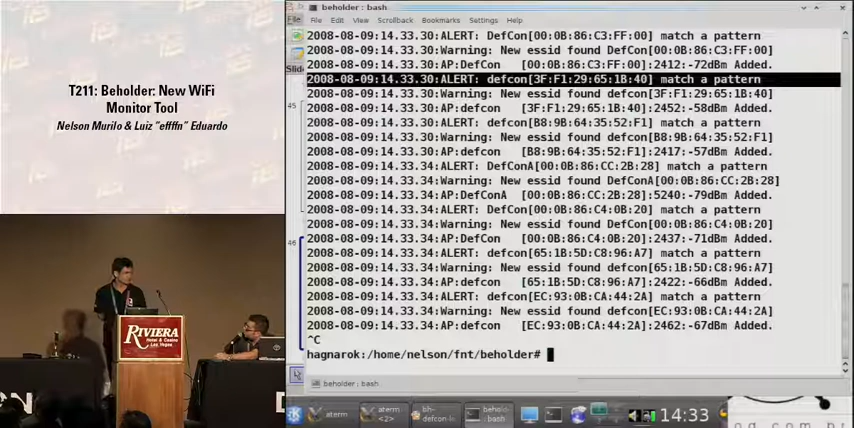 T211: Beholder: New WiFi
Monitor Tool
Nelson Murilo & Luiz "effffn" Eduardo
RIVIERA
Hotel & Casino
Las Vegas
beholder : bash
File
File Edit View Scrollback Bookmarks Settings Help
Slide
45
46
2008-08-09:14.33.30:ALERT: DefCon[00:0B:86:C3:FF:00] match a pattern
2008-08-09:14.33.30:Warning: New essid found DefCon[00:0B:86:C3:FF:00]
2008-08-09:14.33.30:AP:DefCon [00:0B:86:C3:FF:00]:2412:-72dBm Added.
2008-08-09:14.33.30:ALERT: defcon[3F:F1:29:65:1B:40] match a pattern
2008-08-09:14.33.30:Warning: New essid found defcon[3F:F1:29:65:1B:40]
2008-08-09:14.33.30:AP:defcon [3F:F1:29:65:1B:40]:2452:-58dBm Added.
2008-08-09:14.33.30:ALERT: defcon[B8:9B:64:35:52:F1] match a pattern
2008-08-09:14.33.30:Warning: New essid found defcon[B8:9B:64:35:52:F1]
2008-08-09:14.33.30:AP:defcon [B8:9B:64:35:52:F1]:2417:-57dBm Added.
2008-08-09:14.33.34:ALERT: DefConA[00:0B:86:CC:2B:28] match a pattern
2008-08-09:14.33.34:Warning: New essid found DefConA[00:0B:86:CC:2B:28]
2008-08-09:14.33.34:AP:DefConA [00:0B:86:CC:2B:28]:5240:-79dBm Added.
2008-08-09:14.33.34:ALERT: DefCon[00:0B:86:C4:0B:20] match a pattern
2008-08-09:14.33.34:Warning: New essid found DefCon[00:0B:86:C4:0B:20]
2008-08-09:14.33.34:AP:DefCon [00:0B:86:C4:0B:20]:2437:-71dBm Added.
2008-08-09:14.33.34:ALERT: defcon[65:1B:5D:C8:96:A7] match a pattern
2008-08-09:14.33.34:Warning: New essid found defcon[65:1B:5D:C8:96:A7]
2008-08-09:14.33.34:AP:defcon [65:1B:5D:C8:96:A7]:2422:-66dBm Added.
2008-08-09:14.33.34:ALERT: defcon[EC:93:0B:CA:44:2A] match a pattern
2008-08-09:14.33.34:Warning: New essid found defcon[EC:93:0B:CA:44:2A]
2008-08-09:14.33.34:AP:defcon [EC:93:0B:CA:44:2A]:2462:-67dBm Added.
^C
hagnarok:/home/nelson/fnt/beholder#
beholder : bash
aterm
aterm
<2>
bh-
defcon-l
: bash
14:33